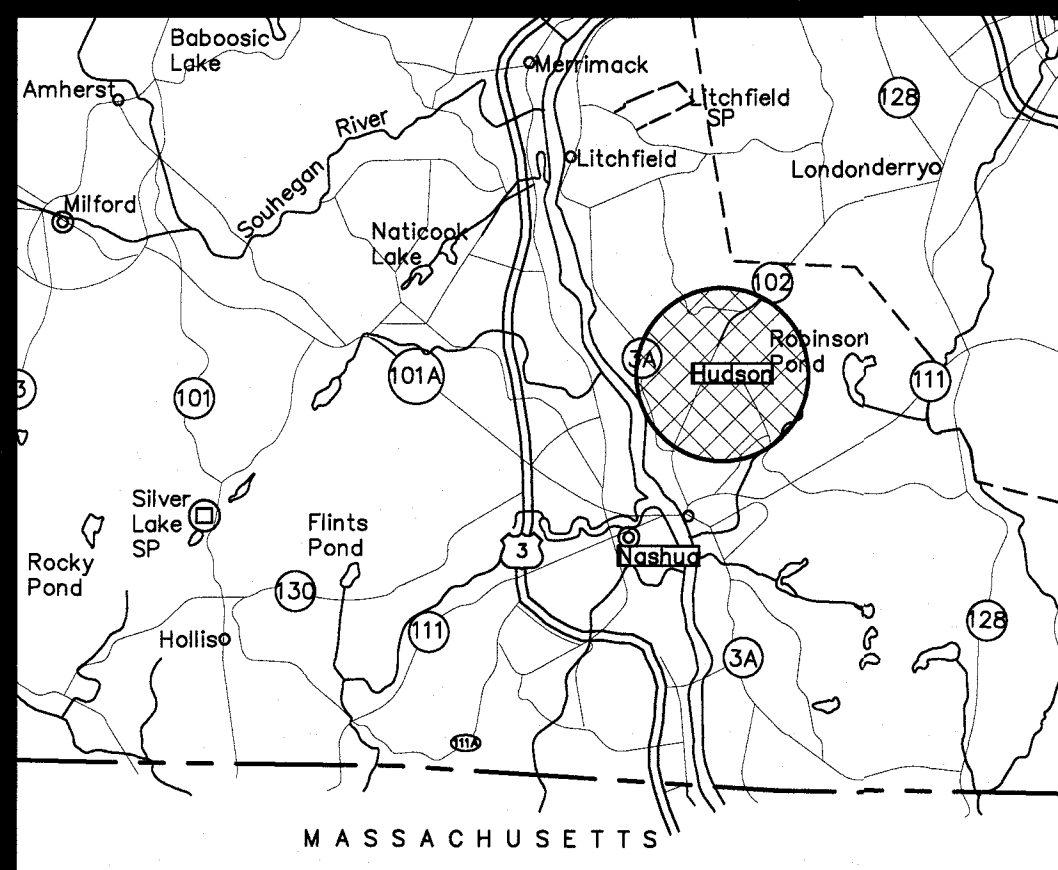 Baboosic
Lake
Merrimack
Amherst
Litchfield
SP
128
River
Litchfield
Londonderry
Souhegan
Milford
Naticook
Lake
102
Robinson
Pond
3A
Hudson
101A
111
3
101
Silver
Lake
SP
Flints
Pond
3
Nashua
Rocky
Pond
130
128
111
Hollis
3A
111A
MASSACHUSETTS